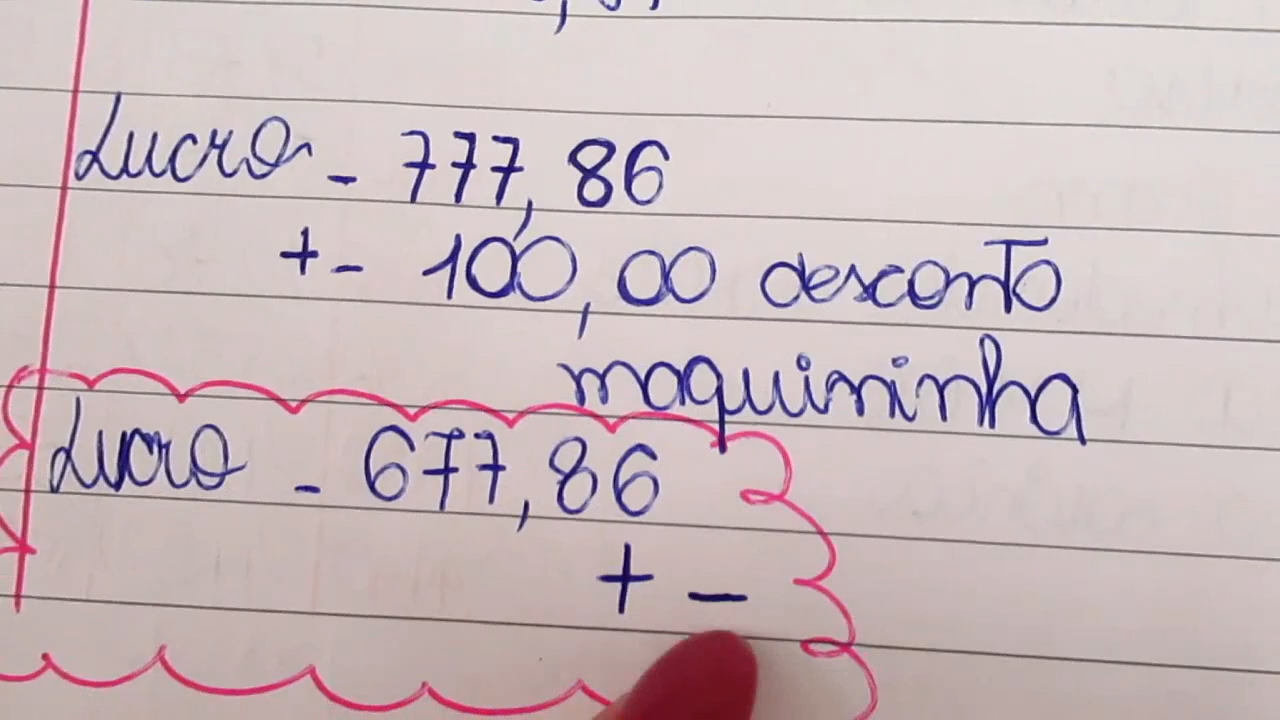 Lucro - 777,86
+- 100,00 desconto
maquininha
Lucro - 677,86
+ -